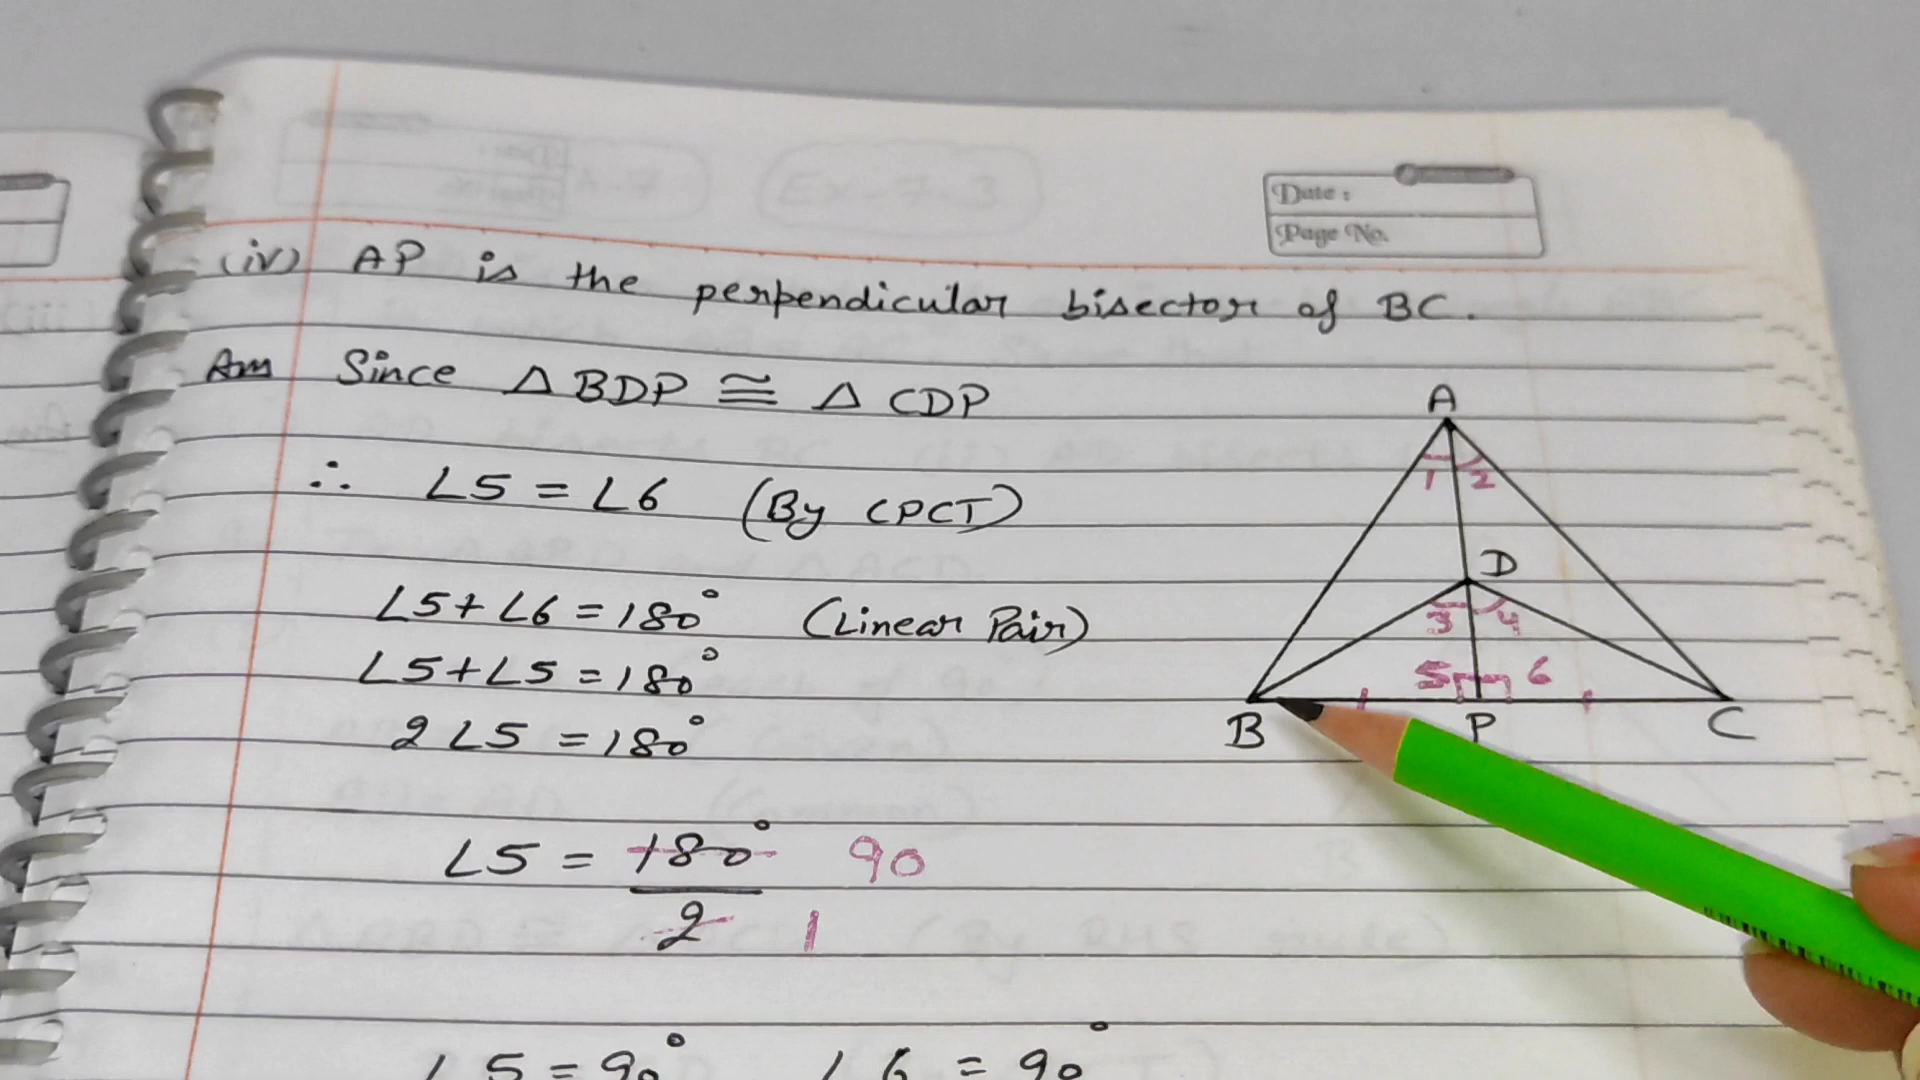 Date :
Page No.
(iv) AP is the perpendicular bisector of BC.
Ans Since △ BDP ≅ △ CDP
∴ ∠5 = ∠6 (By CPCT)
∠5 + ∠6 = 180° (Linear Pair)
∠5 + ∠5 = 180°
2 ∠5 = 180°
∠5 = 180° 90
2 1
∠5 = 90° ∠6 = 90°
A
1 2
D
3 4
5 6
B P C